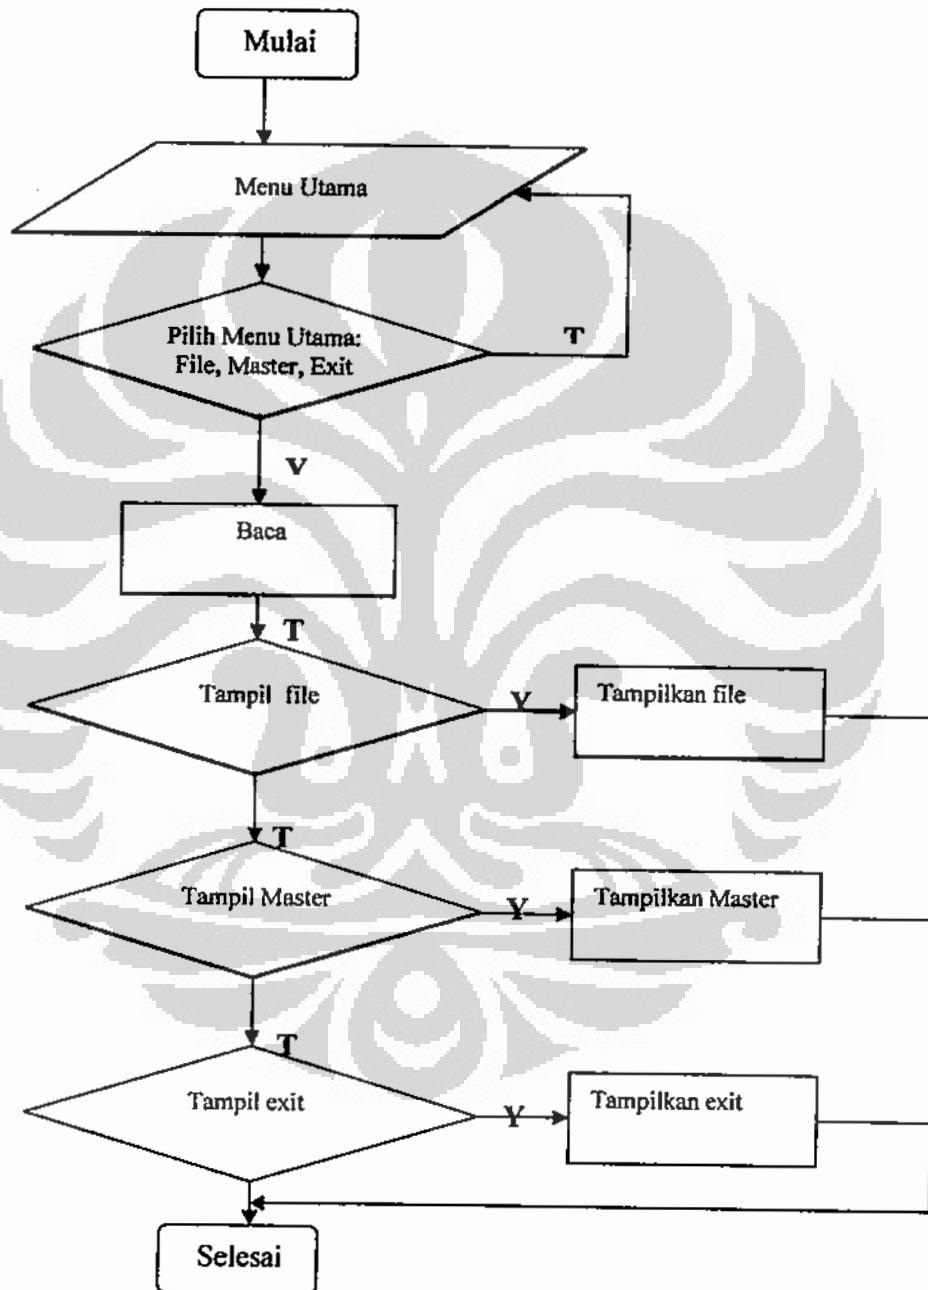 Mulai
Menu Utama
Pilih Menu Utama:
File, Master, Exit
T
Y
Baca
T
Tampil file
Y
Tampilkan file
T
Tampil Master
Y
Tampilkan Master
T
Tampil exit
Y
Tampilkan exit
Selesai